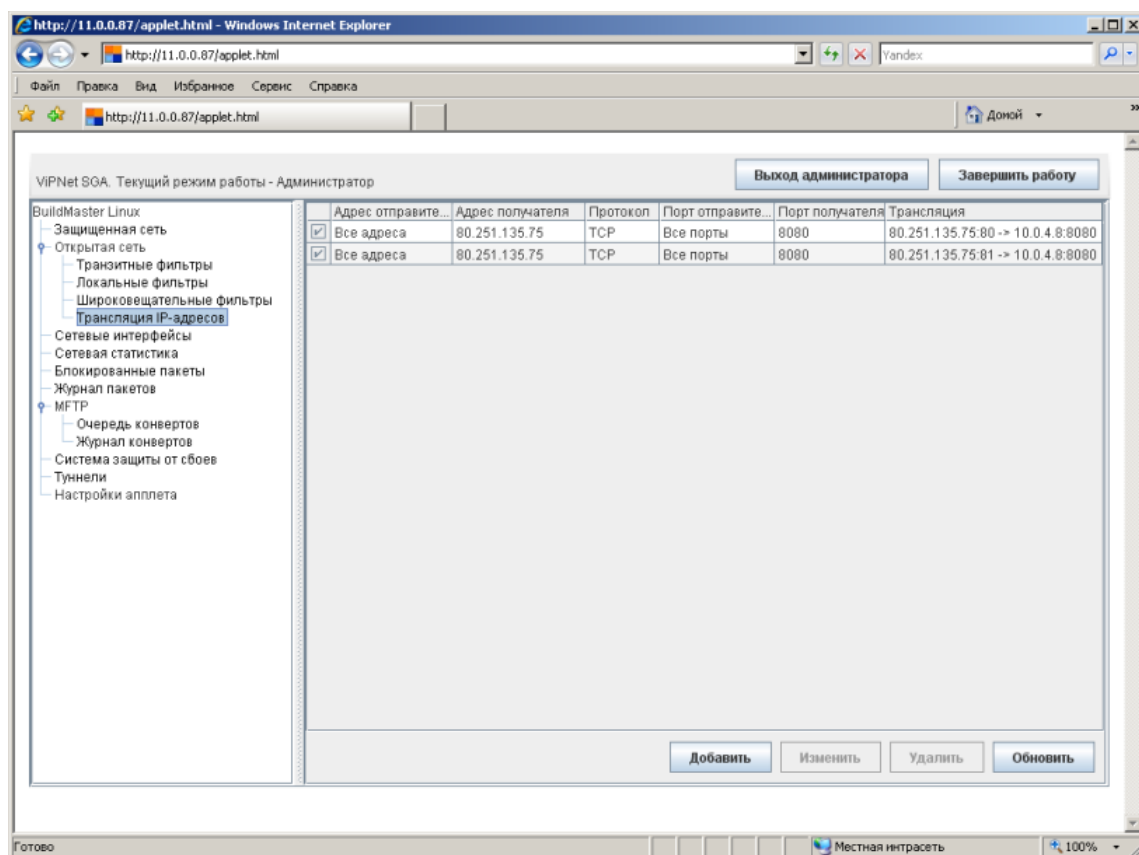 http://11.0.0.87/applet.html - Windows Internet Explorer
http://11.0.0.87/applet.html
Yandex
Файл Правка Вид Избранное Сервис Справка
http://11.0.0.87/applet.html
Домой
ViPNet SGA. Текущий режим работы - Администратор
Выход администратора
Завершить работу
BuildMaster Linux
Защищенная сеть
Открытая сеть
Транзитные фильтры
Локальные фильтры
Широковещательные фильтры
Трансляция IP-адресов
Сетевые интерфейсы
Сетевая статистика
Блокированные пакеты
Журнал пакетов
MFTP
Очередь конвертов
Журнал конвертов
Система защиты от сбоев
Туннели
Настройки апплета
Адрес отправите... Адрес получателя Протокол Порт отправите... Порт получателя Трансляция
Все адреса 80.251.135.75 TCP Все порты 8080 80.251.135.75:80 -> 10.0.4.8:8080
Все адреса 80.251.135.75 TCP Все порты 8080 80.251.135.75:81 -> 10.0.4.8:8080
Добавить Изменить Удалить Обновить
Готово
Местная интрасеть
100%